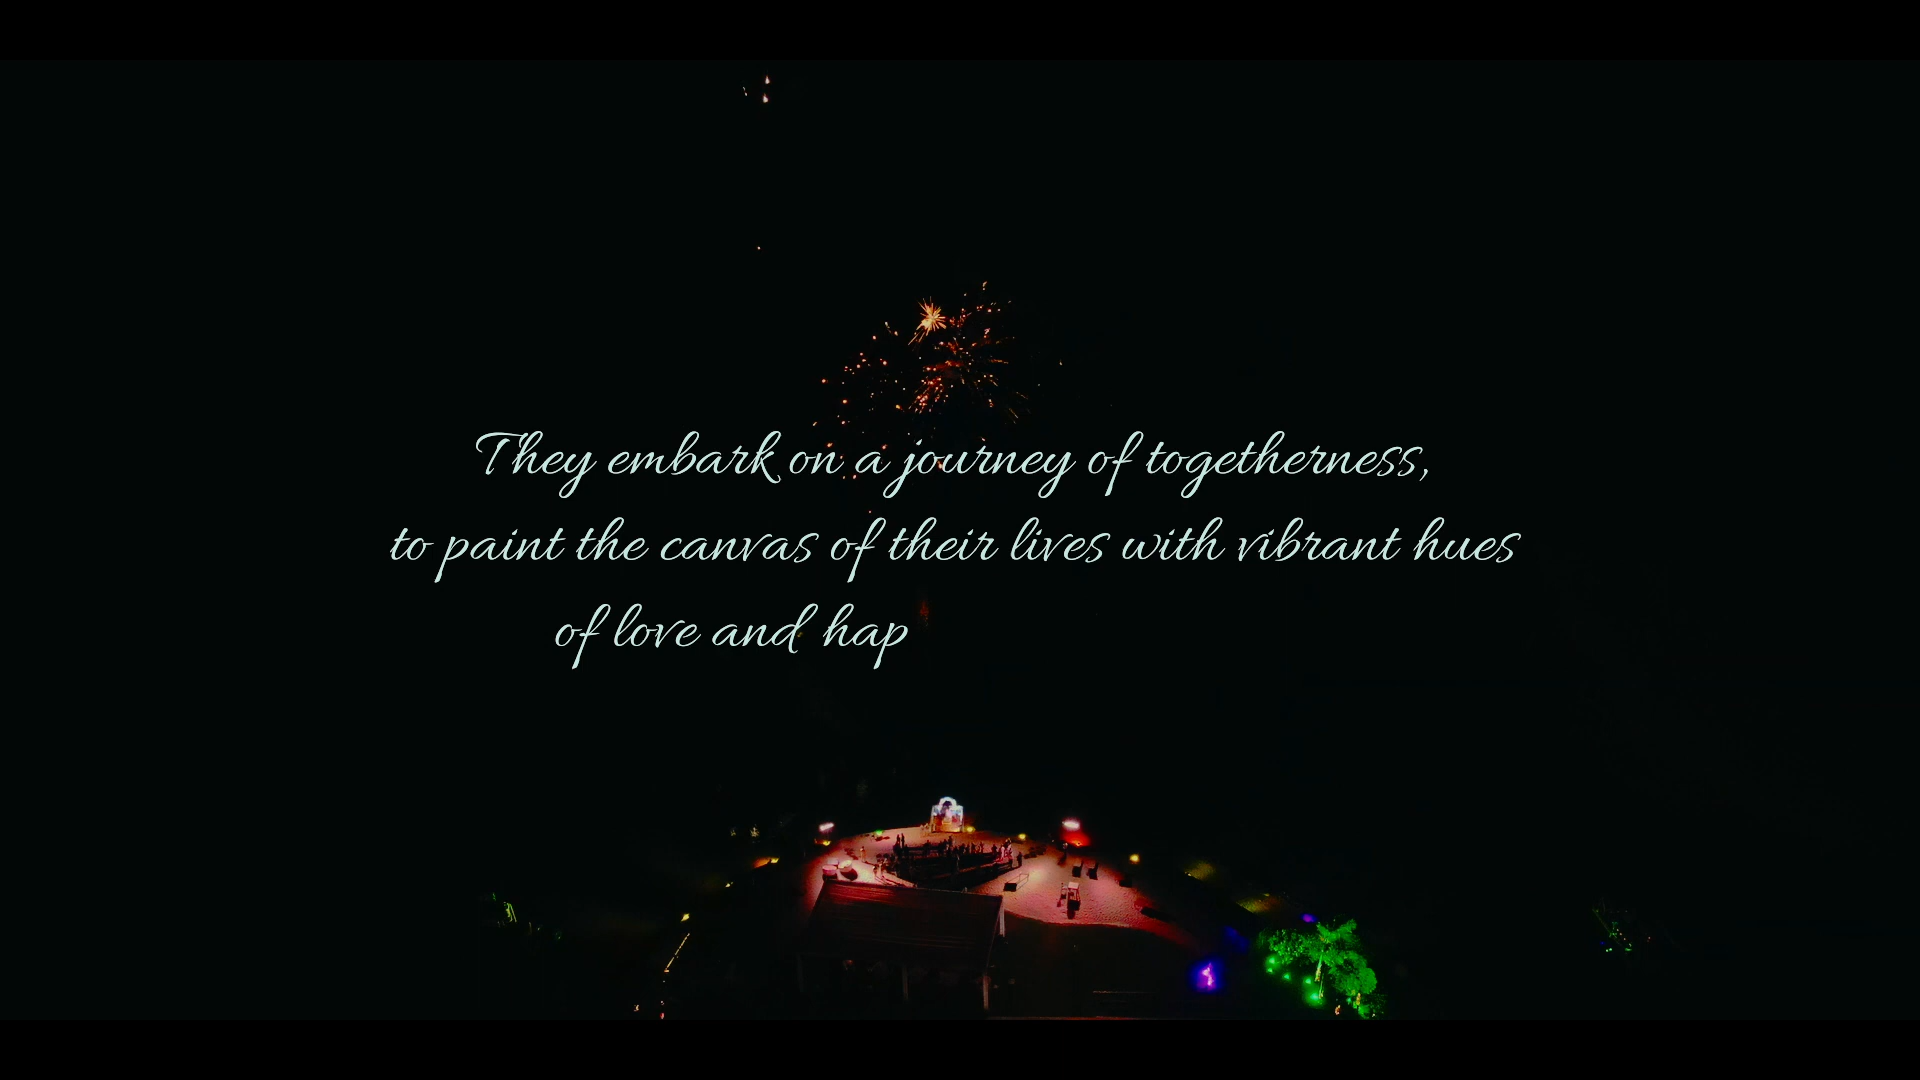 They embark on a journey of togetherness,
to paint the canvas of their lives with vibrant hues
of love and hap